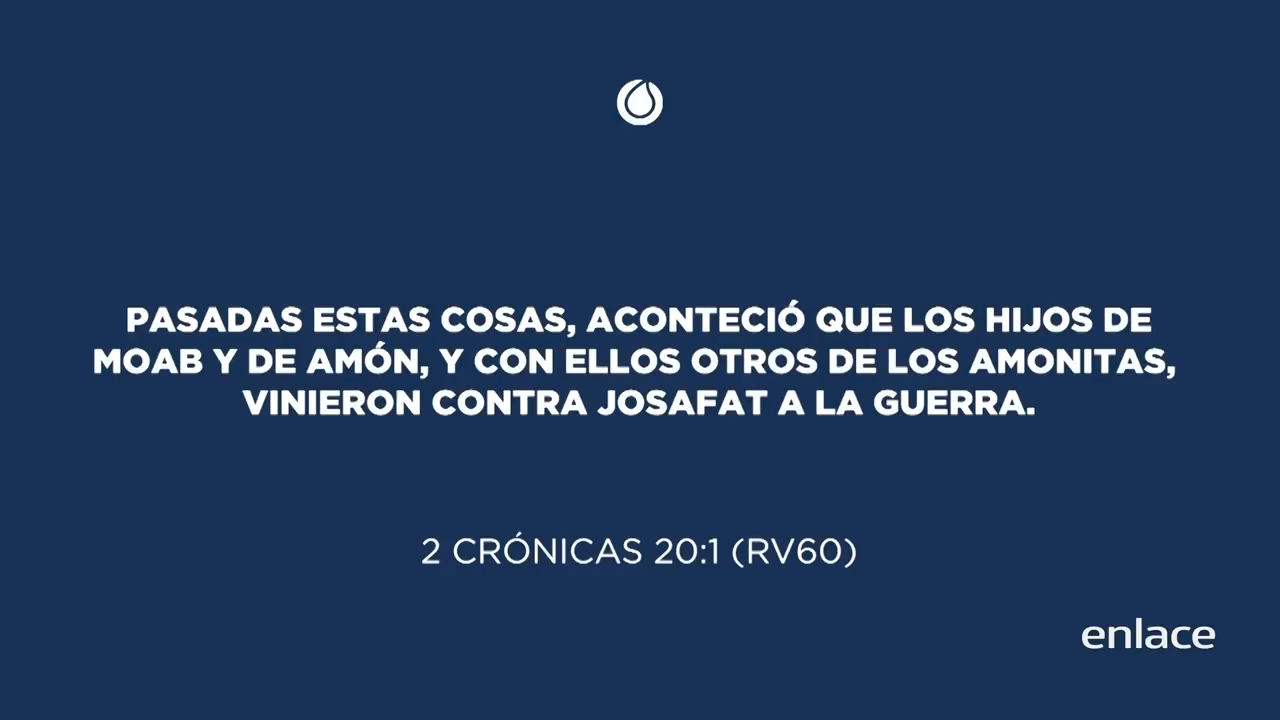 PASADAS ESTAS COSAS, ACONTECIÓ QUE LOS HIJOS DE
MOAB Y DE AMÓN, Y CON ELLOS OTROS DE LOS AMONITAS,
VINIERON CONTRA JOSAFAT A LA GUERRA.
2 CRÓNICAS 20:1 (RV60)
enlace